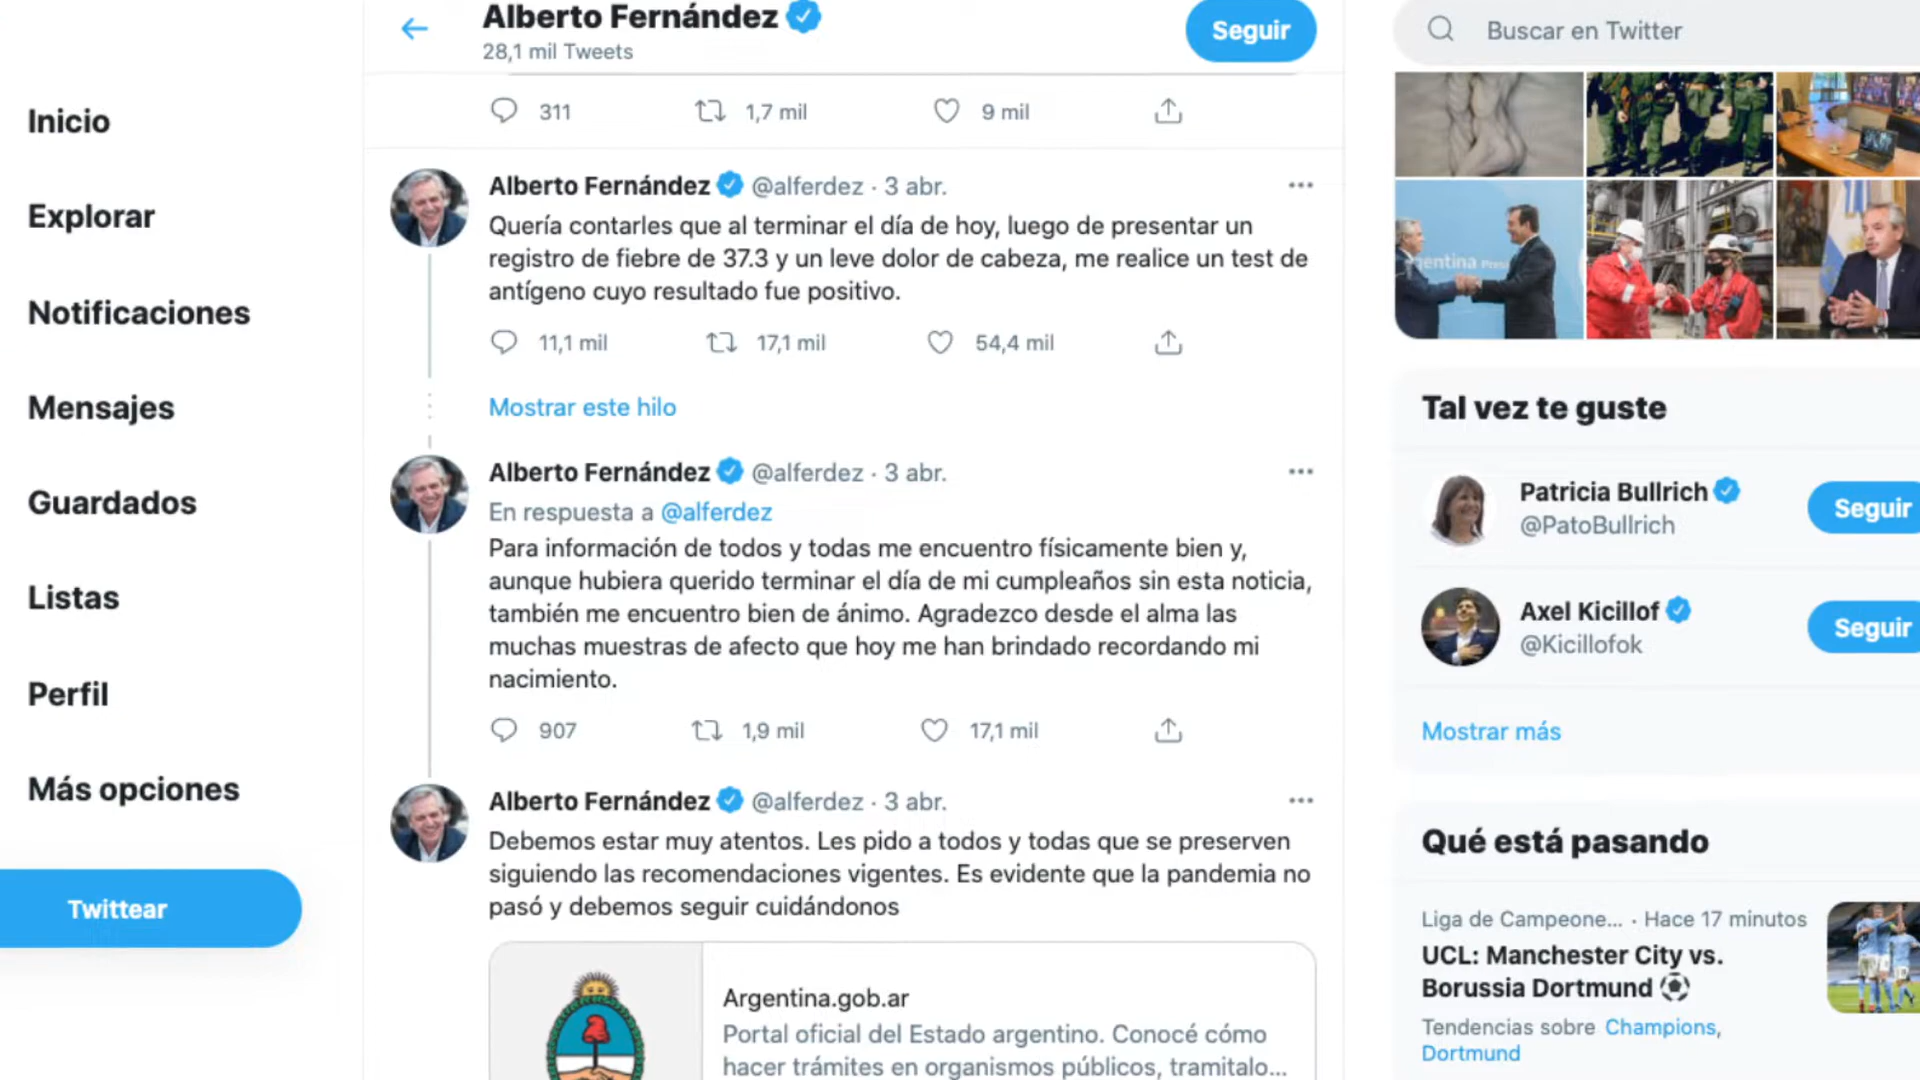 Alberto Fernández
28,1 mil Tweets
Seguir
Buscar en Twitter
Inicio
Explorar
Notificaciones
Mensajes
Guardados
Listas
Perfil
Más opciones
Twittear
311 1,7 mil 9 mil
Alberto Fernández @alferdez · 3 abr.
Quería contarles que al terminar el día de hoy, luego de presentar un
registro de fiebre de 37.3 y un leve dolor de cabeza, me realice un test de
antígeno cuyo resultado fue positivo.
11,1 mil 17,1 mil 54,4 mil
Mostrar este hilo
Alberto Fernández @alferdez · 3 abr.
En respuesta a @alferdez
Para información de todos y todas me encuentro físicamente bien y,
aunque hubiera querido terminar el día de mi cumpleaños sin esta noticia,
también me encuentro bien de ánimo. Agradezco desde el alma las
muchas muestras de afecto que hoy me han brindado recordando mi
nacimiento.
907 1,9 mil 17,1 mil
Alberto Fernández @alferdez · 3 abr.
Debemos estar muy atentos. Les pido a todos y todas que se preserven
siguiendo las recomendaciones vigentes. Es evidente que la pandemia no
pasó y debemos seguir cuidándonos
Argentina.gob.ar
Portal oficial del Estado argentino. Conocé cómo
hacer trámites en organismos públicos, tramitalo...
Tal vez te guste
Patricia Bullrich
@PatoBullrich
Seguir
Axel Kicillof
@Kicillofok
Seguir
Mostrar más
Qué está pasando
Liga de Campeone... · Hace 17 minutos
UCL: Manchester City vs.
Borussia Dortmund
Tendencias sobre Champions,
Dortmund